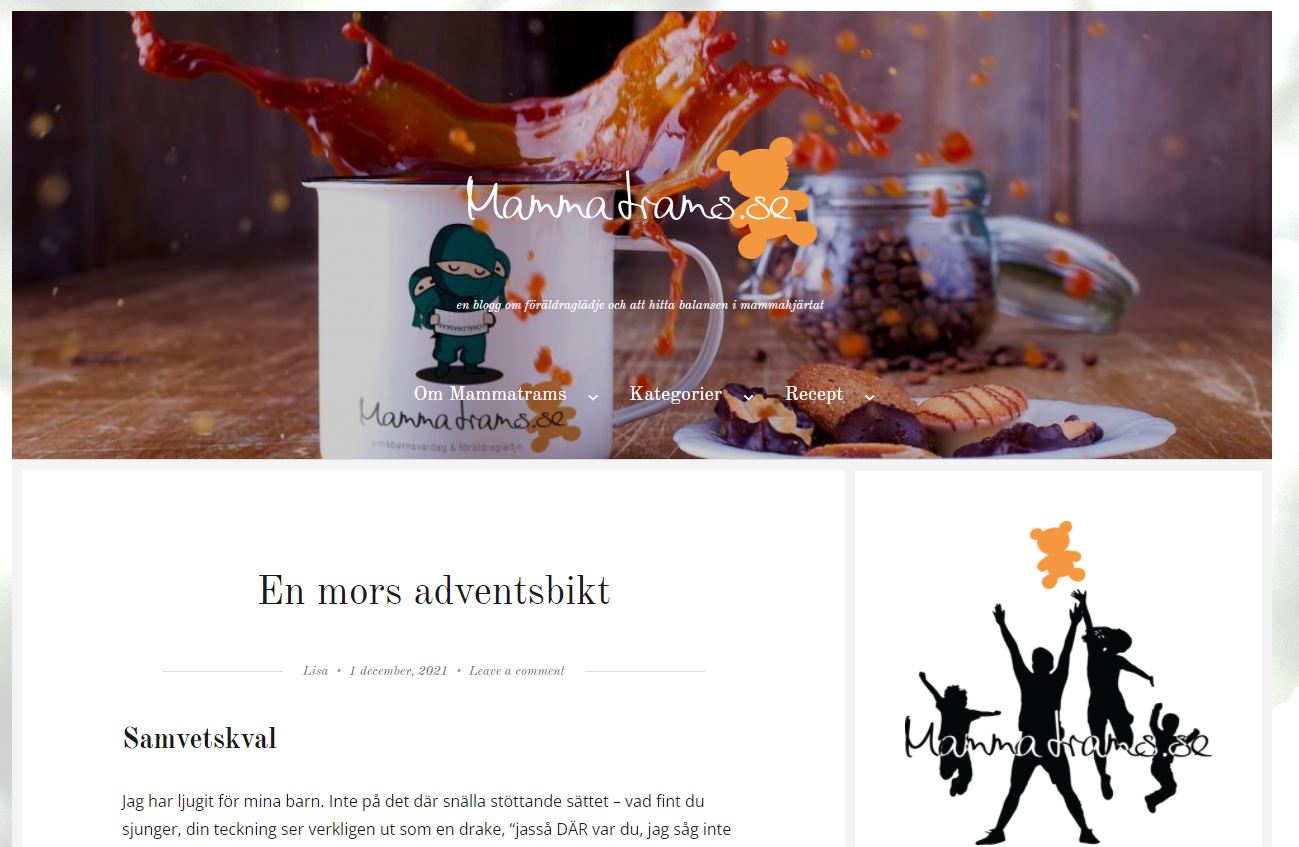 Mammatrams.se
en blogg om föräldraglädje och att hitta balansen i mammahjärtat
Om Mammatrams
Kategorier
Recept
Mammatrams.se
småbarnsvardag & föräldraglädje
En mors adventsbikt
Lisa • 1 december, 2021 • Leave a comment
Samvetskval
Jag har ljugit för mina barn. Inte på det där snälla stöttande sättet – vad fint du
sjunger, din teckning ser verkligen ut som en drake, “jasså DÄR var du, jag såg inte
Mammatrams.se